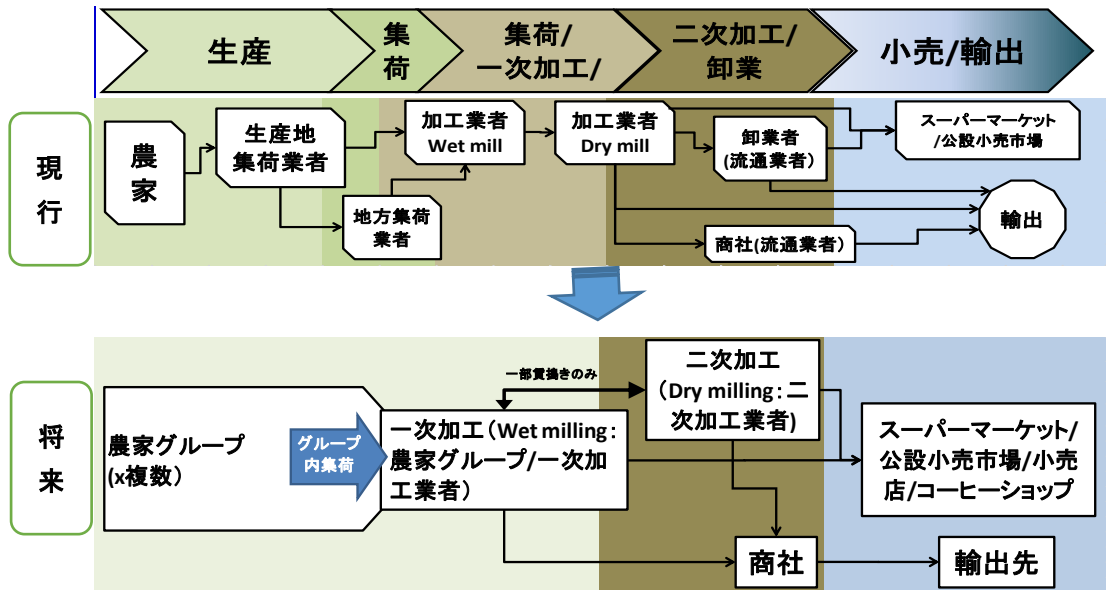 生産
集
荷
集荷/
一次加工/
二次加工/
卸業
小売/輸出
現
行
農
家
生産地
集荷業者
地方集荷
業者
加工業者
Wet mill
加工業者
Dry mill
卸業者
(流通業者)
商社(流通業者)
スーパーマーケット
/公設小売市場
輸出
将
来
農家グループ
(x複数)
グループ
内集荷
一次加工(Wet milling:
農家グループ/一次加
工業者)
一部賃搗きのみ
二次加工
(Dry milling:二
次加工業者)
商社
スーパーマーケット/
公設小売市場/小売
店/コーヒーショップ
輸出先